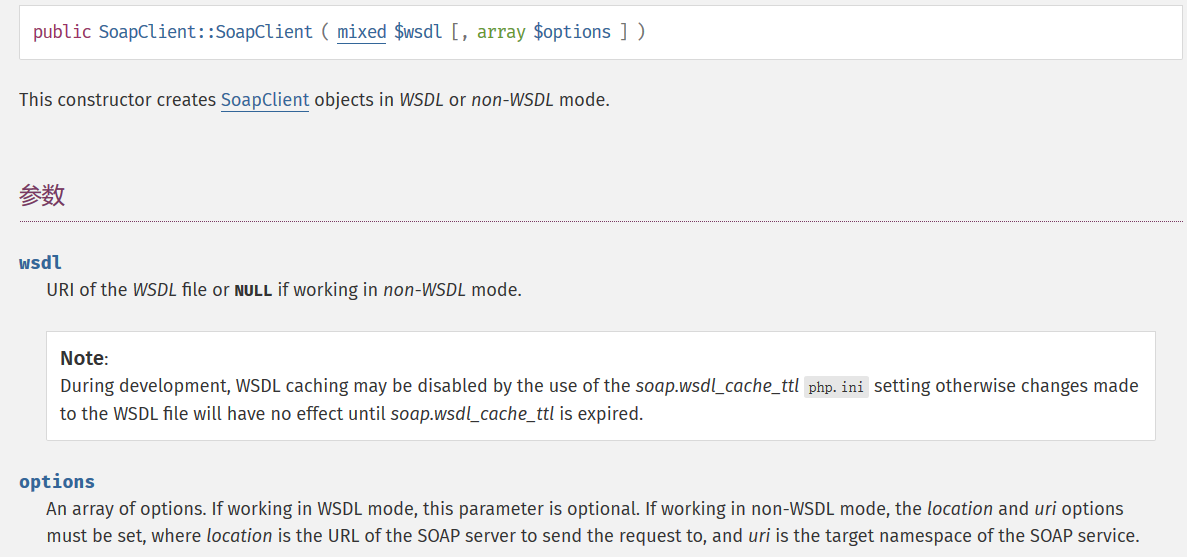 public SoapClient::SoapClient ( mixed $wsdl [, array $options ] )
This constructor creates SoapClient objects in WSDL or non-WSDL mode.
参数
wsdl
URI of the WSDL file or NULL if working in non-WSDL mode.
Note:
During development, WSDL caching may be disabled by the use of the soap.wsdl_cache_ttl php.ini setting otherwise changes made
to the WSDL file will have no effect until soap.wsdl_cache_ttl is expired.
options
An array of options. If working in WSDL mode, this parameter is optional. If working in non-WSDL mode, the location and uri options
must be set, where location is the URL of the SOAP server to send the request to, and uri is the target namespace of the SOAP service.